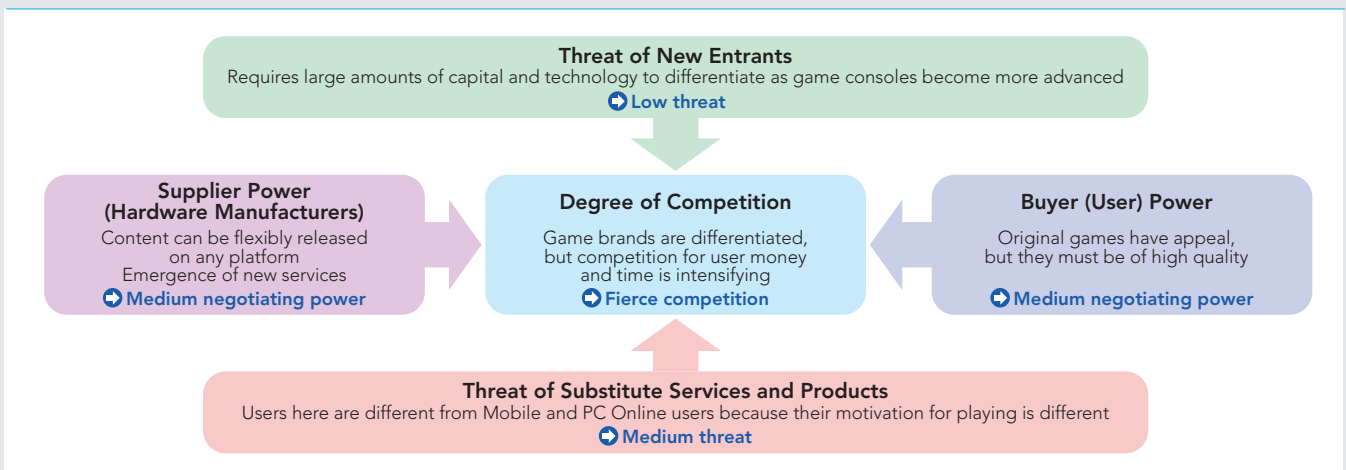 Threat of New Entrants
Requires large amounts of capital and technology to differentiate as game consoles become more advanced
Low threat
Supplier Power
(Hardware Manufacturers)
Content can be flexibly released
on any platform
Emergence of new services
Medium negotiating power
Degree of Competition
Game brands are differentiated,
but competition for user money
and time is intensifying
Fierce competition
Buyer (User) Power
Original games have appeal,
but they must be of high quality
Medium negotiating power
Threat of Substitute Services and Products
Users here are different from Mobile and PC Online users because their motivation for playing is different
Medium threat